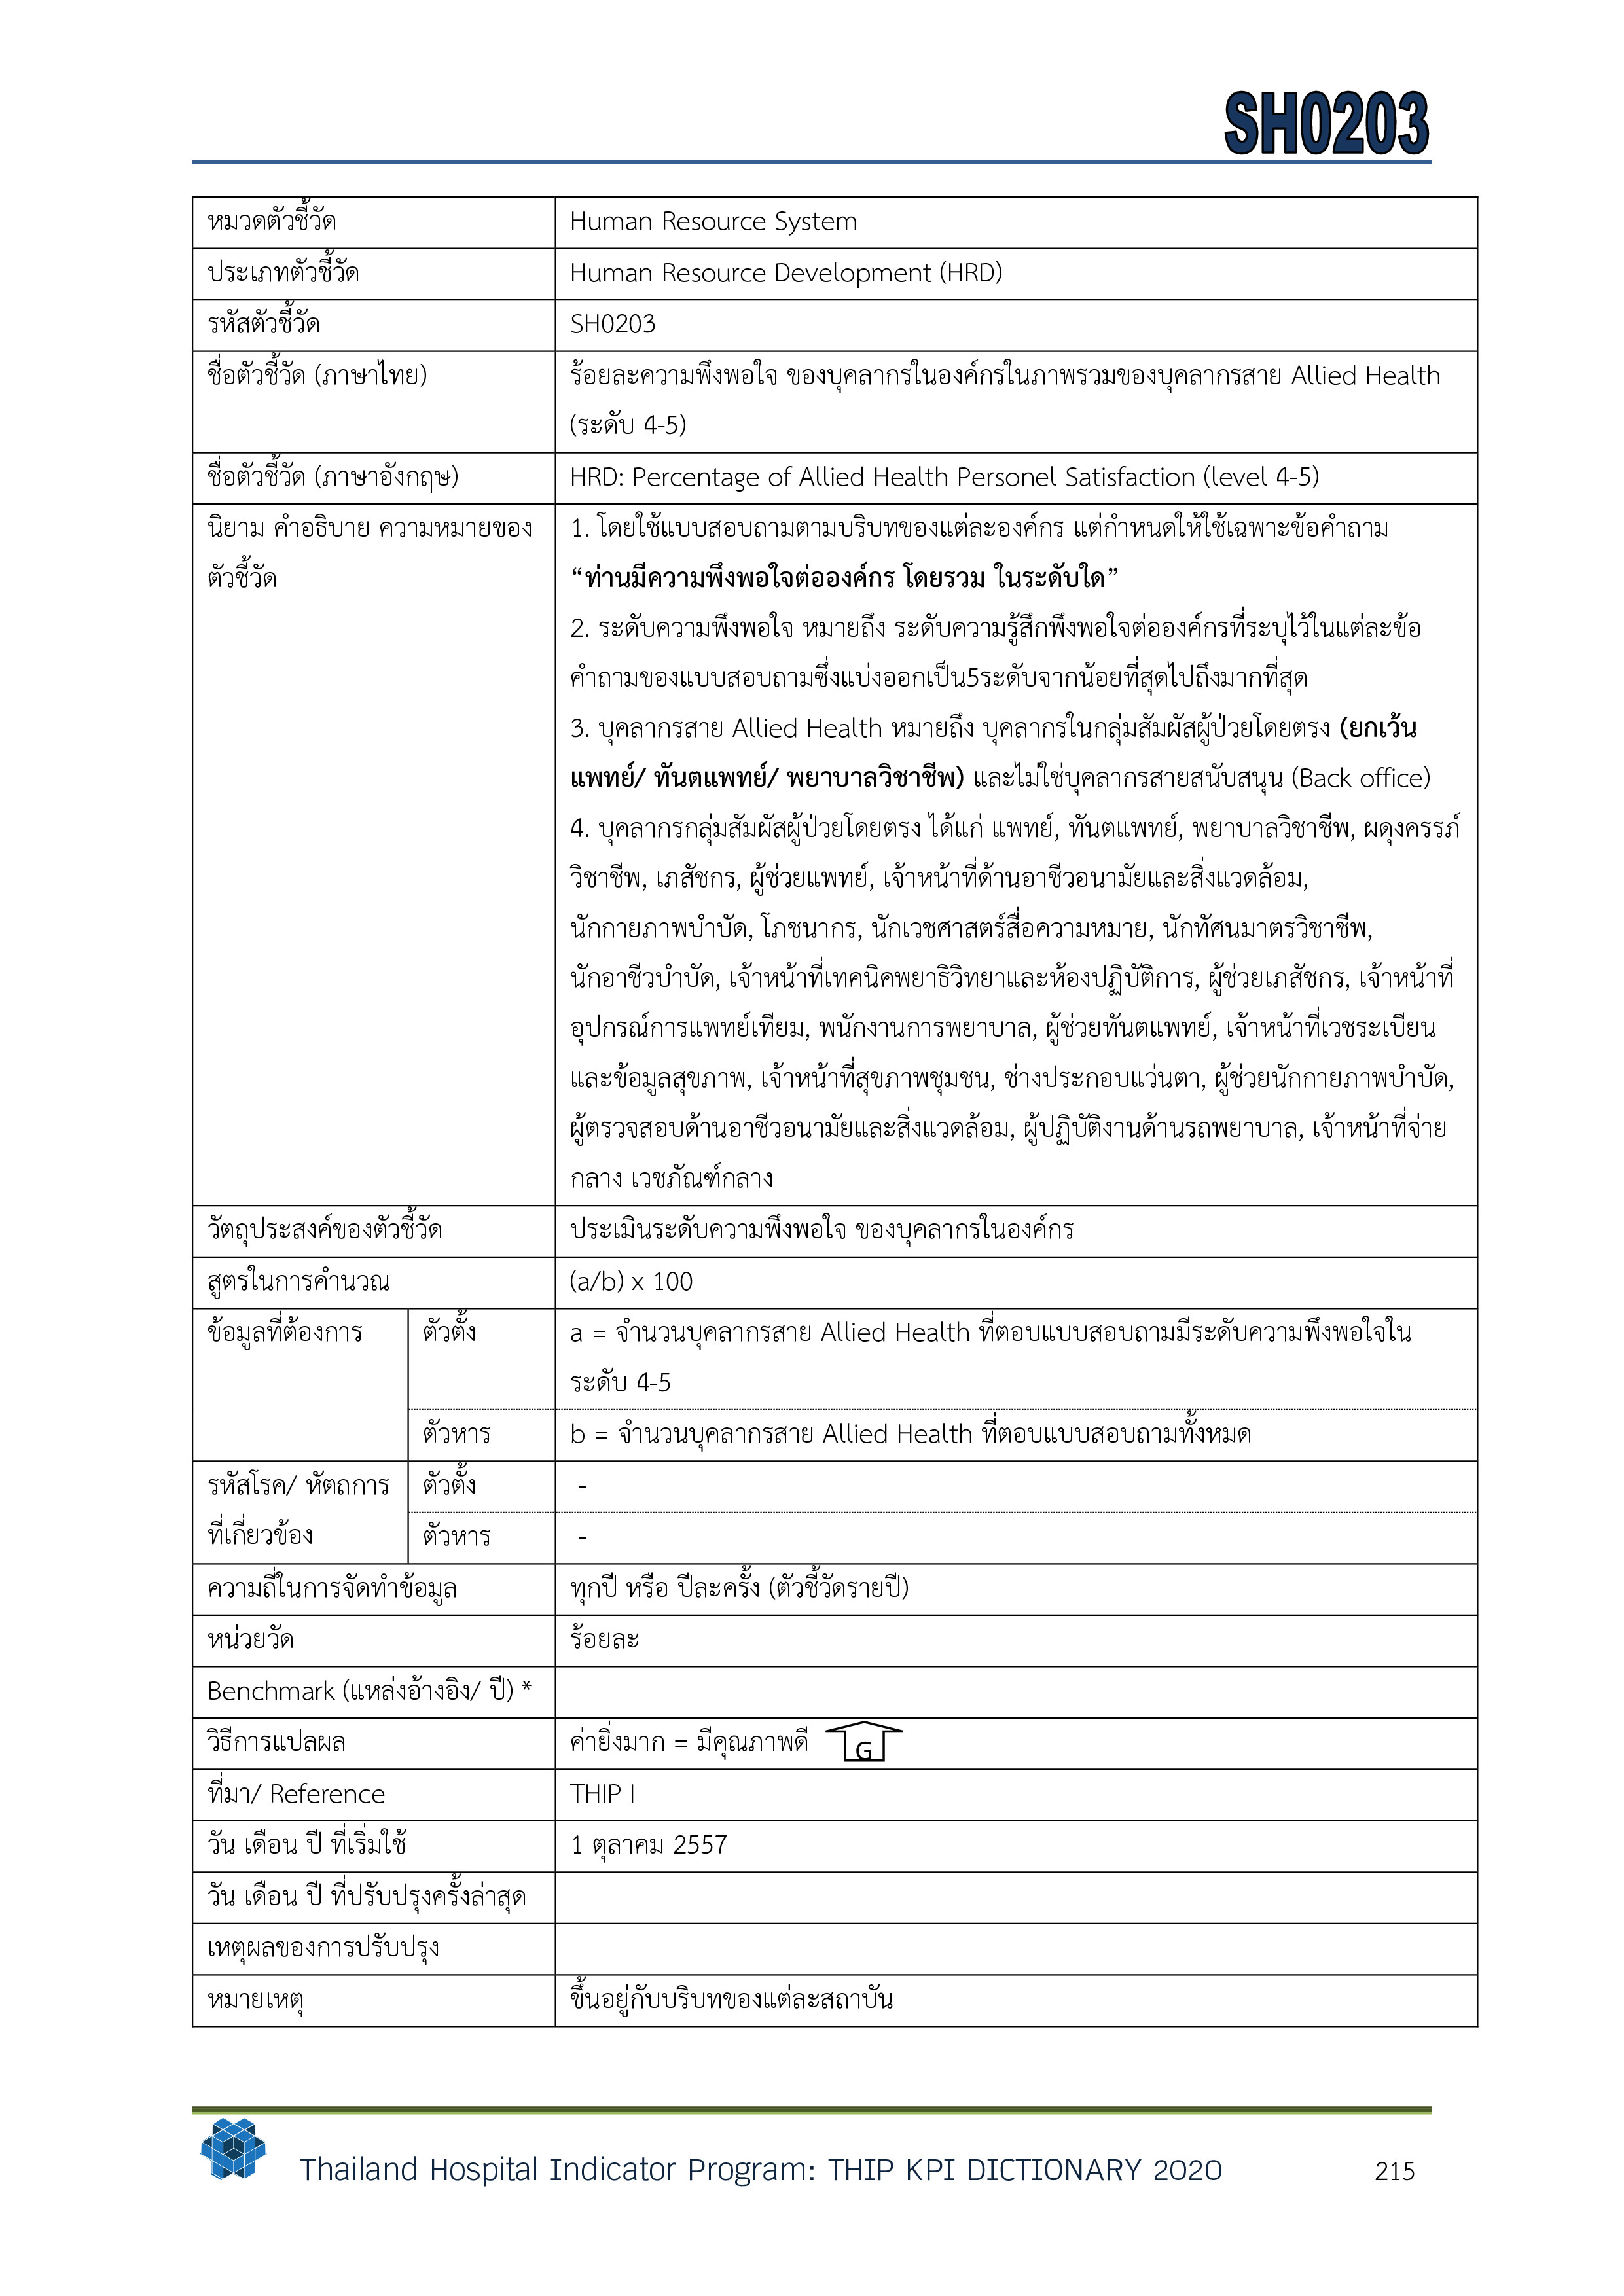 SH0203
หมวดตัวชี้วัด Human Resource System
ประเภทตัวชี้วัด Human Resource Development (HRD)
รหัสตัวชี้วัด SH0203
ชื่อตัวชี้วัด (ภาษาไทย) ร้อยละความพึงพอใจ ของบุคลากรในองค์กรในภาพรวมของบุคลากรสาย Allied Health
(ระดับ 4-5)
ชื่อตัวชี้วัด (ภาษาอังกฤษ) HRD: Percentage of Allied Health Personel Satisfaction (level 4-5)
นิยาม คำอธิบาย ความหมายของ 1. โดยใช้แบบสอบถามตามบริบทของแต่ละองค์กร แต่กำหนดให้ใช้เฉพาะข้อคำถาม
ตัวชี้วัด “ท่านมีความพึงพอใจต่อองค์กร โดยรวม ในระดับใด”
2. ระดับความพึงพอใจ หมายถึง ระดับความรู้สึกพึงพอใจต่อองค์กรที่ระบุไว้ในแต่ละข้อ
คำถามของแบบสอบถามซึ่งแบ่งออกเป็น5ระดับจากน้อยที่สุดไปถึงมากที่สุด
3. บุคลากรสาย Allied Health หมายถึง บุคลากรในกลุ่มสัมผัสผู้ป่วยโดยตรง (ยกเว้น
แพทย์/ ทันตแพทย์/ พยาบาลวิชาชีพ) และไม่ใช่บุคลากรสายสนับสนุน (Back office)
4. บุคลากรกลุ่มสัมผัสผู้ป่วยโดยตรง ได้แก่ แพทย์, ทันตแพทย์, พยาบาลวิชาชีพ, ผดุงครรภ์
วิชาชีพ, เภสัชกร, ผู้ช่วยแพทย์, เจ้าหน้าที่ด้านอาชีวอนามัยและสิ่งแวดล้อม,
นักกายภาพบำบัด, โภชนากร, นักเวชศาสตร์สื่อความหมาย, นักทัศนมาตรวิชาชีพ,
นักอาชีวบำบัด, เจ้าหน้าที่เทคนิคพยาธิวิทยาและห้องปฏิบัติการ, ผู้ช่วยเภสัชกร, เจ้าหน้าที่
อุปกรณ์การแพทย์เทียม, พนักงานการพยาบาล, ผู้ช่วยทันตแพทย์, เจ้าหน้าที่เวชระเบียน
และข้อมูลสุขภาพ, เจ้าหน้าที่สุขภาพชุมชน, ช่างประกอบแว่นตา, ผู้ช่วยนักกายภาพบำบัด,
ผู้ตรวจสอบด้านอาชีวอนามัยและสิ่งแวดล้อม, ผู้ปฏิบัติงานด้านรถพยาบาล, เจ้าหน้าที่จ่าย
กลาง เวชภัณฑ์กลาง
วัตถุประสงค์ของตัวชี้วัด ประเมินระดับความพึงพอใจ ของบุคลากรในองค์กร
สูตรในการคำนวณ (a/b) x 100
ข้อมูลที่ต้องการ ตัวตั้ง a = จำนวนบุคลากรสาย Allied Health ที่ตอบแบบสอบถามมีระดับความพึงพอใจใน
ระดับ 4-5
ตัวหาร b = จำนวนบุคลากรสาย Allied Health ที่ตอบแบบสอบถามทั้งหมด
รหัสโรค/ หัตถการ ตัวตั้ง -
ที่เกี่ยวข้อง ตัวหาร -
ความถี่ในการจัดทำข้อมูล ทุกปี หรือ ปีละครั้ง (ตัวชี้วัดรายปี)
หน่วยวัด ร้อยละ
Benchmark (แหล่งอ้างอิง/ ปี) *
วิธีการแปลผล ค่ายิ่งมาก = มีคุณภาพดี G
ที่มา/ Reference THIP I
วัน เดือน ปี ที่เริ่มใช้ 1 ตุลาคม 2557
วัน เดือน ปี ที่ปรับปรุงครั้งล่าสุด
เหตุผลของการปรับปรุง
หมายเหตุ ขึ้นอยู่กับบริบทของแต่ละสถาบัน
Thailand Hospital Indicator Program: THIP KPI DICTIONARY 2020 215